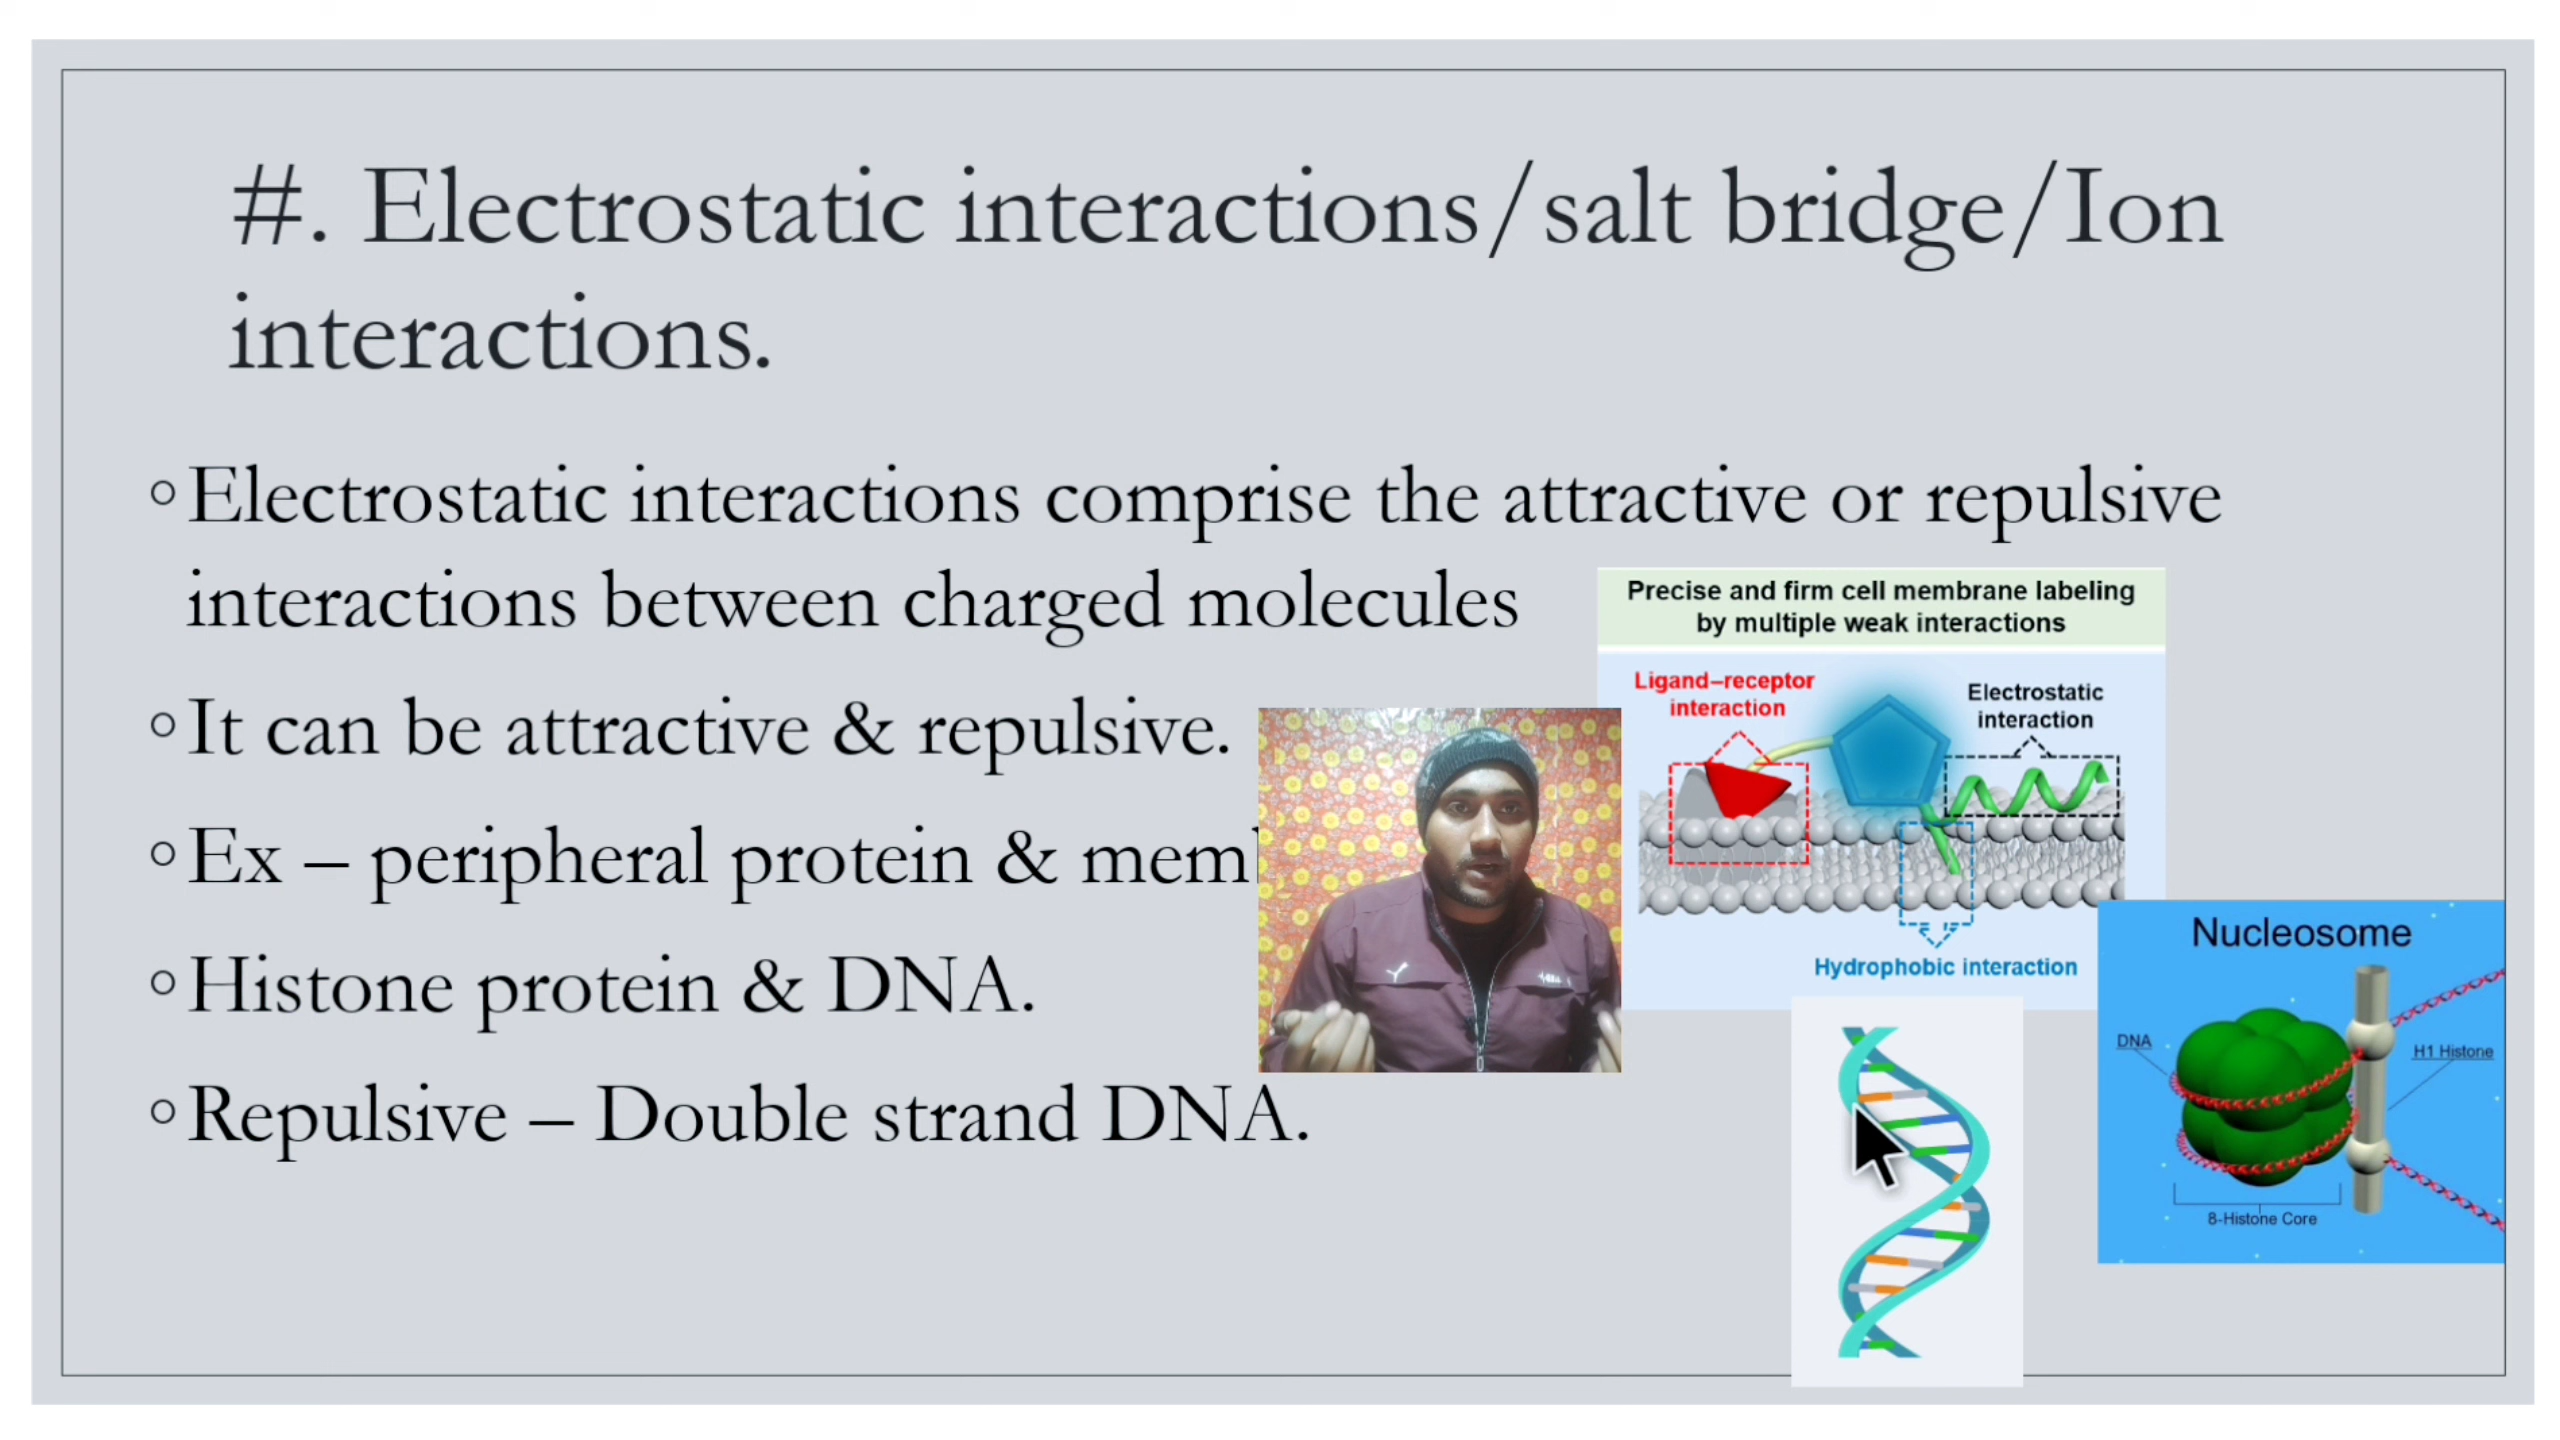 #. Electrostatic interactions/salt bridge/Ion
interactions.
◦Electrostatic interactions comprise the attractive or repulsive
interactions between charged molecules
◦It can be attractive & repulsive.
◦Ex – peripheral protein &
◦Histone protein & DNA.
◦Repulsive – Double strand DNA.
Precise and firm cell membrane labeling
by multiple weak interactions
Ligand–receptor
interaction
Electrostatic
interaction
Hydrophobic interaction
Nucleosome
DNA
H1 Histone
8-Histone Core